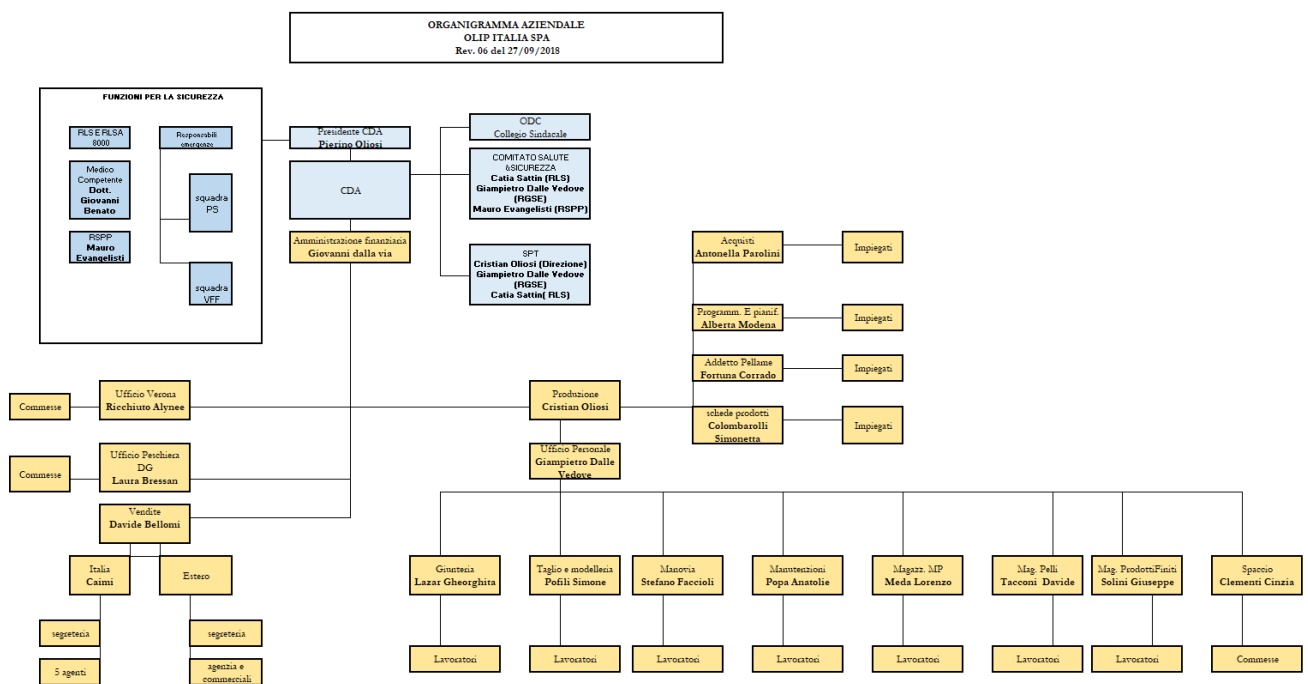 ORGANIGRAMMA AZIENDALE
OLIP ITALIA SPA
Rev. 06 del 27/09/2018
FUNZIONI PER LA SICUREZZA
RLS E RLSA
8000
Responsabili
emergenze
Medico
Competente
Dott.
Giovanni
Benato
squadra
PS
RSPP
Mauro
Evangelisti
squadra
VFF
Presidente CDA
Pierino Oliosi
CDA
Amministrazione finanziaria
Giovanni dalla via
ODC
Collegio Sindacale
COMITATO SALUTE
&SICUREZZA
Catia Sattin (RLS)
Giampietro Dalle Vedove
(RGSE)
Mauro Evangelisti (RSPP)
SPT
Cristian Oliosi (Direzione)
Giampietro Dalle Vedove
(RGSE)
Catia Sattin( RLS)
Acquisti
Antonella Parolini
Impiegati
Programm. E pianif.
Alberta Modena
Impiegati
Addetto Pellame
Fortuna Corrado
Impiegati
schede prodotti
Colombarolli
Simonetta
Impiegati
Commesse
Ufficio Verona
Ricchiuto Alynee
Produzione
Cristian Oliosi
Commesse
Ufficio Peschiera
DG
Laura Bressan
Ufficio Personale
Giampietro Dalle
Vedove
Vendite
Davide Bellomi
Italia
Caimi
Estero
segreteria
segreteria
5 agenti
agenzia e
commerciali
Giunteria
Lazar Gheorghita
Taglio e modelleria
Pofili Simone
Manovia
Stefano Faccioli
Manutenzioni
Popa Anatolie
Magazz. MP
Meda Lorenzo
Mag. Pelli
Tacconi Davide
Mag. ProdottiFiniti
Solini Giuseppe
Spaccio
Clementi Cinzia
Lavoratori
Lavoratori
Lavoratori
Lavoratori
Lavoratori
Lavoratori
Lavoratori
Commesse